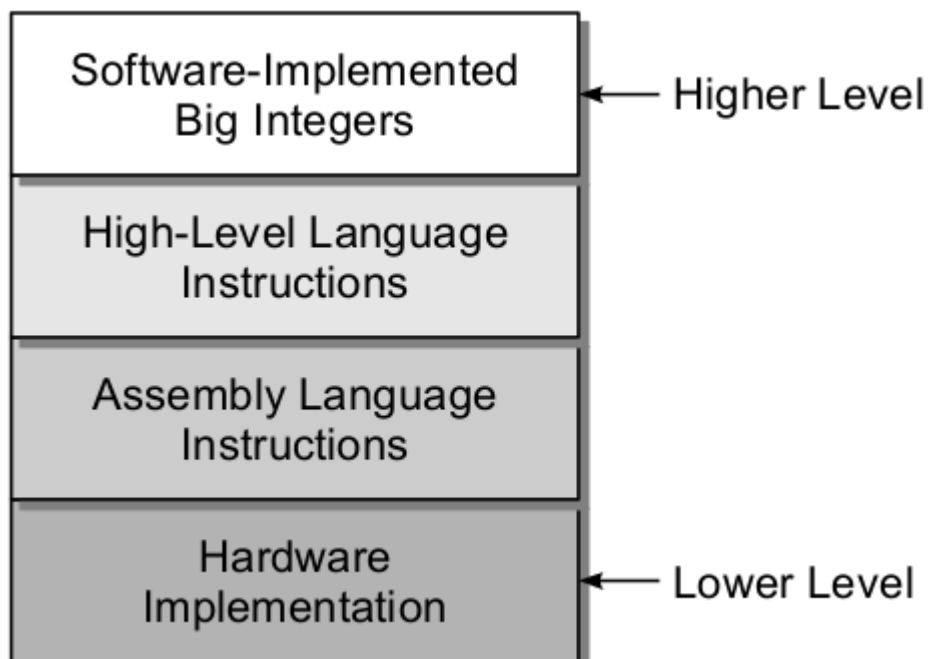 Software-Implemented
Big Integers
Higher Level
High-Level Language
Instructions
Assembly Language
Instructions
Hardware
Implementation
Lower Level